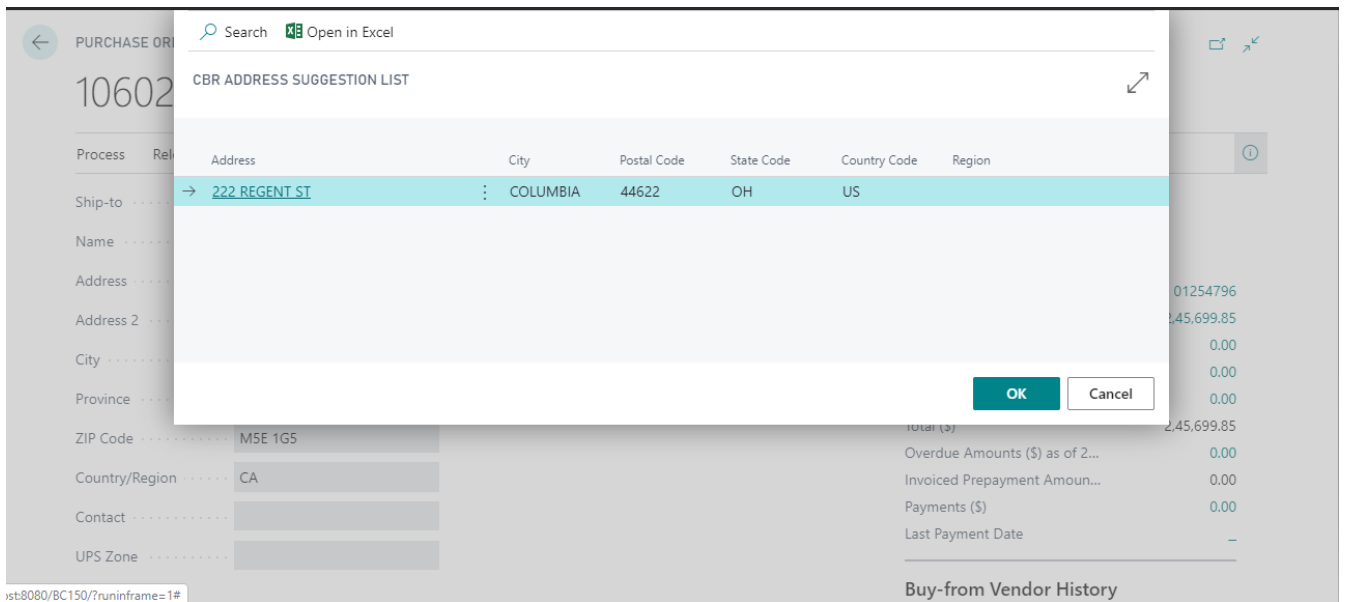 PURCHASE ORI
10602
Process Rel
Search Open in Excel
CBR ADDRESS SUGGESTION LIST
Address City Postal Code State Code Country Code Region
222 REGENT ST COLUMBIA 44622 OH US
OK Cancel
Ship-to
Name
Address
Address 2
City
Province
ZIP Code M5E 1G5
Country/Region CA
Contact
UPS Zone
01254796
2,45,699.85
0.00
0.00
0.00
Total ($) 2,45,699.85
Overdue Amounts ($) as of 2... 0.00
Invoiced Prepayment Amoun... 0.00
Payments ($) 0.00
Last Payment Date _
Buy-from Vendor History
ost:8080/BC150/?runinframe=1#